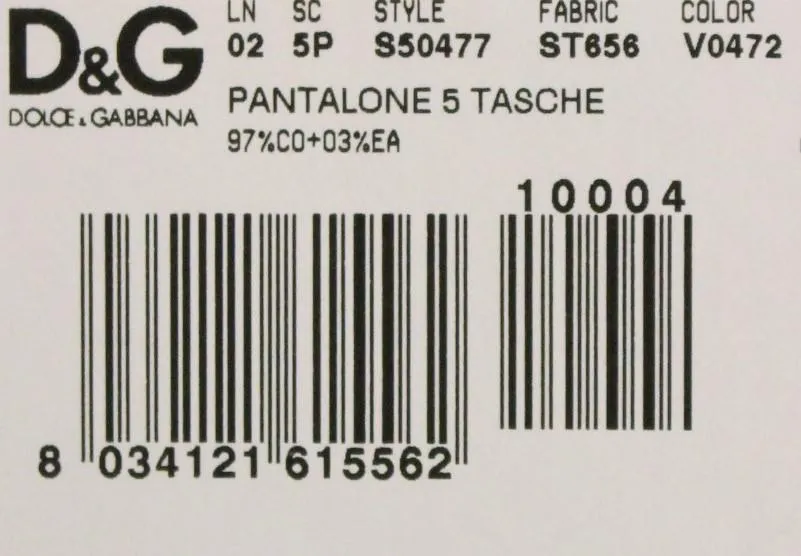 D&G
DOLCE & GABBANA
LN SC STYLE FABRIC COLOR
02 5P S50477 ST656 V0472
PANTALONE 5 TASCHE
97%CO+03%EA
10004
8 034121 615562